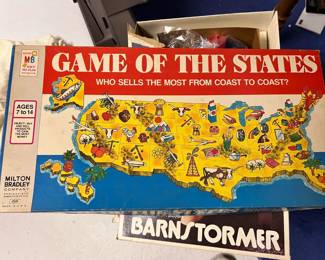 MB
GAME OF THE STATES
WHO SELLS THE MOST FROM COAST TO COAST?
AGES
7 to 14
MILTON
BRADLEY
COMPANY
BARNSTORMER